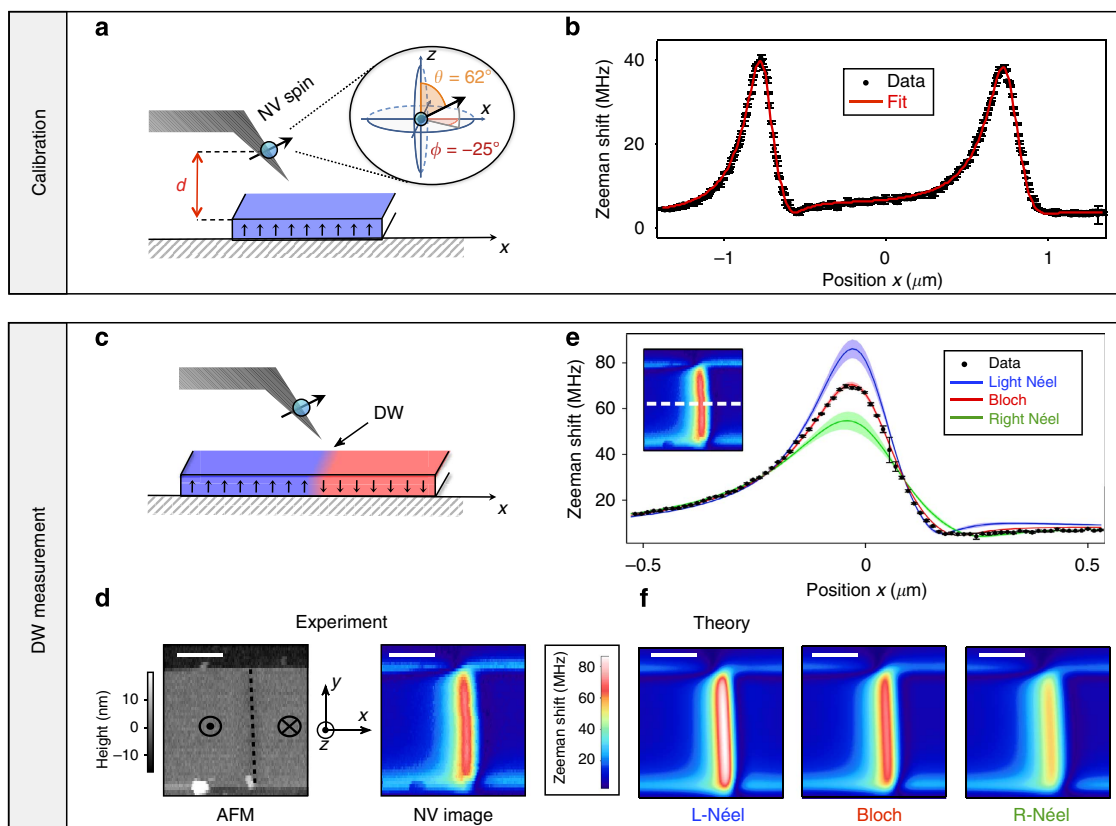 Calibration
a
NV spin
z
θ = 62°
x
ϕ = −25°
d
x
b
Zeeman shift (MHz)
40
20
0
Data
Fit
−1
0
1
Position x (μm)
DW measurement
c
DW
x
e
Zeeman shift (MHz)
80
60
40
20
Data
Light Néel
Bloch
Right Néel
−0.5
0
0.5
Position x (μm)
d
Experiment
Height (nm)
10
0
−10
AFM
y
x
z
NV image
Zeeman shift (MHz)
80
60
40
20
f
Theory
L-Néel
Bloch
R-Néel